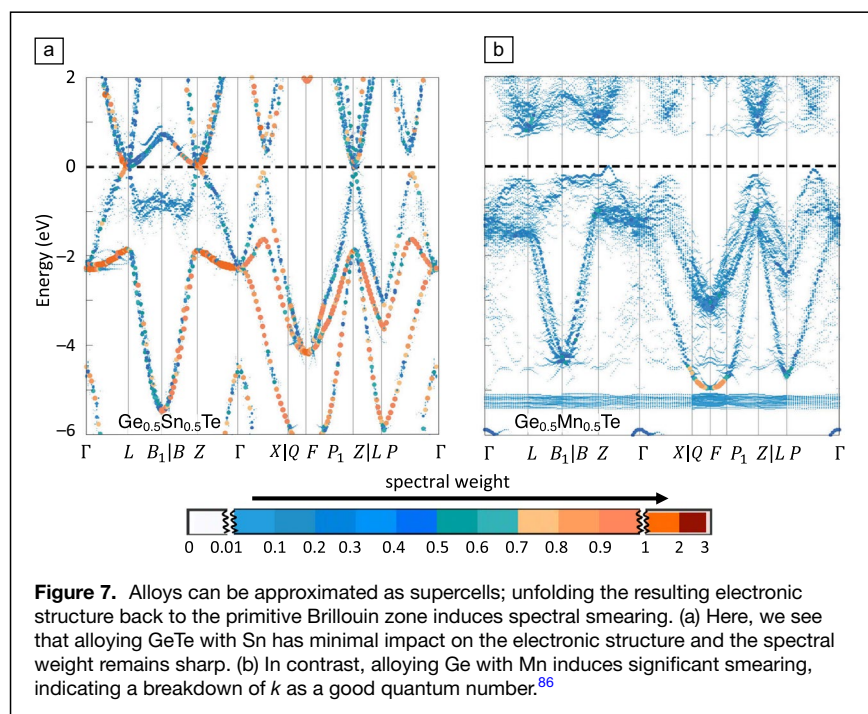 a
b
2
0
−2
−4
−6
Energy (eV)
Ge0.5Sn0.5Te
Ge0.5Mn0.5Te
Γ L B1|B Z Γ X|Q F P1 Z|L P Γ
Γ L B1|B Z Γ X|Q F P1 Z|L P Γ
spectral weight
0 0.01 0.1 0.2 0.3 0.4 0.5 0.6 0.7 0.8 0.9 1 2 3
Figure 7. Alloys can be approximated as supercells; unfolding the resulting electronic
structure back to the primitive Brillouin zone induces spectral smearing. (a) Here, we see
that alloying GeTe with Sn has minimal impact on the electronic structure and the spectral
weight remains sharp. (b) In contrast, alloying Ge with Mn induces significant smearing,
indicating a breakdown of k as a good quantum number.86